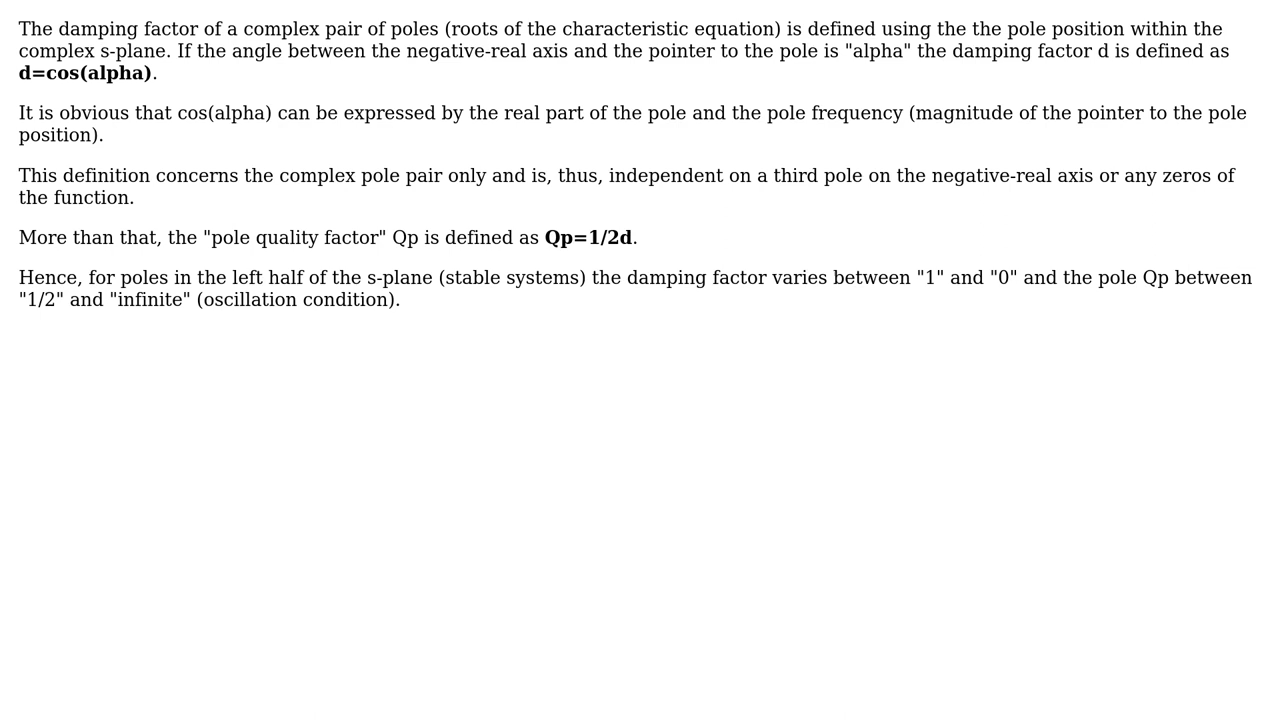 The damping factor of a complex pair of poles (roots of the characteristic equation) is defined using the the pole position within the
complex s-plane. If the angle between the negative-real axis and the pointer to the pole is "alpha" the damping factor d is defined as
d=cos(alpha).
It is obvious that cos(alpha) can be expressed by the real part of the pole and the pole frequency (magnitude of the pointer to the pole
position).
This definition concerns the complex pole pair only and is, thus, independent on a third pole on the negative-real axis or any zeros of
the function.
More than that, the "pole quality factor" Qp is defined as Qp=1/2d.
Hence, for poles in the left half of the s-plane (stable systems) the damping factor varies between "1" and "0" and the pole Qp between
"1/2" and "infinite" (oscillation condition).